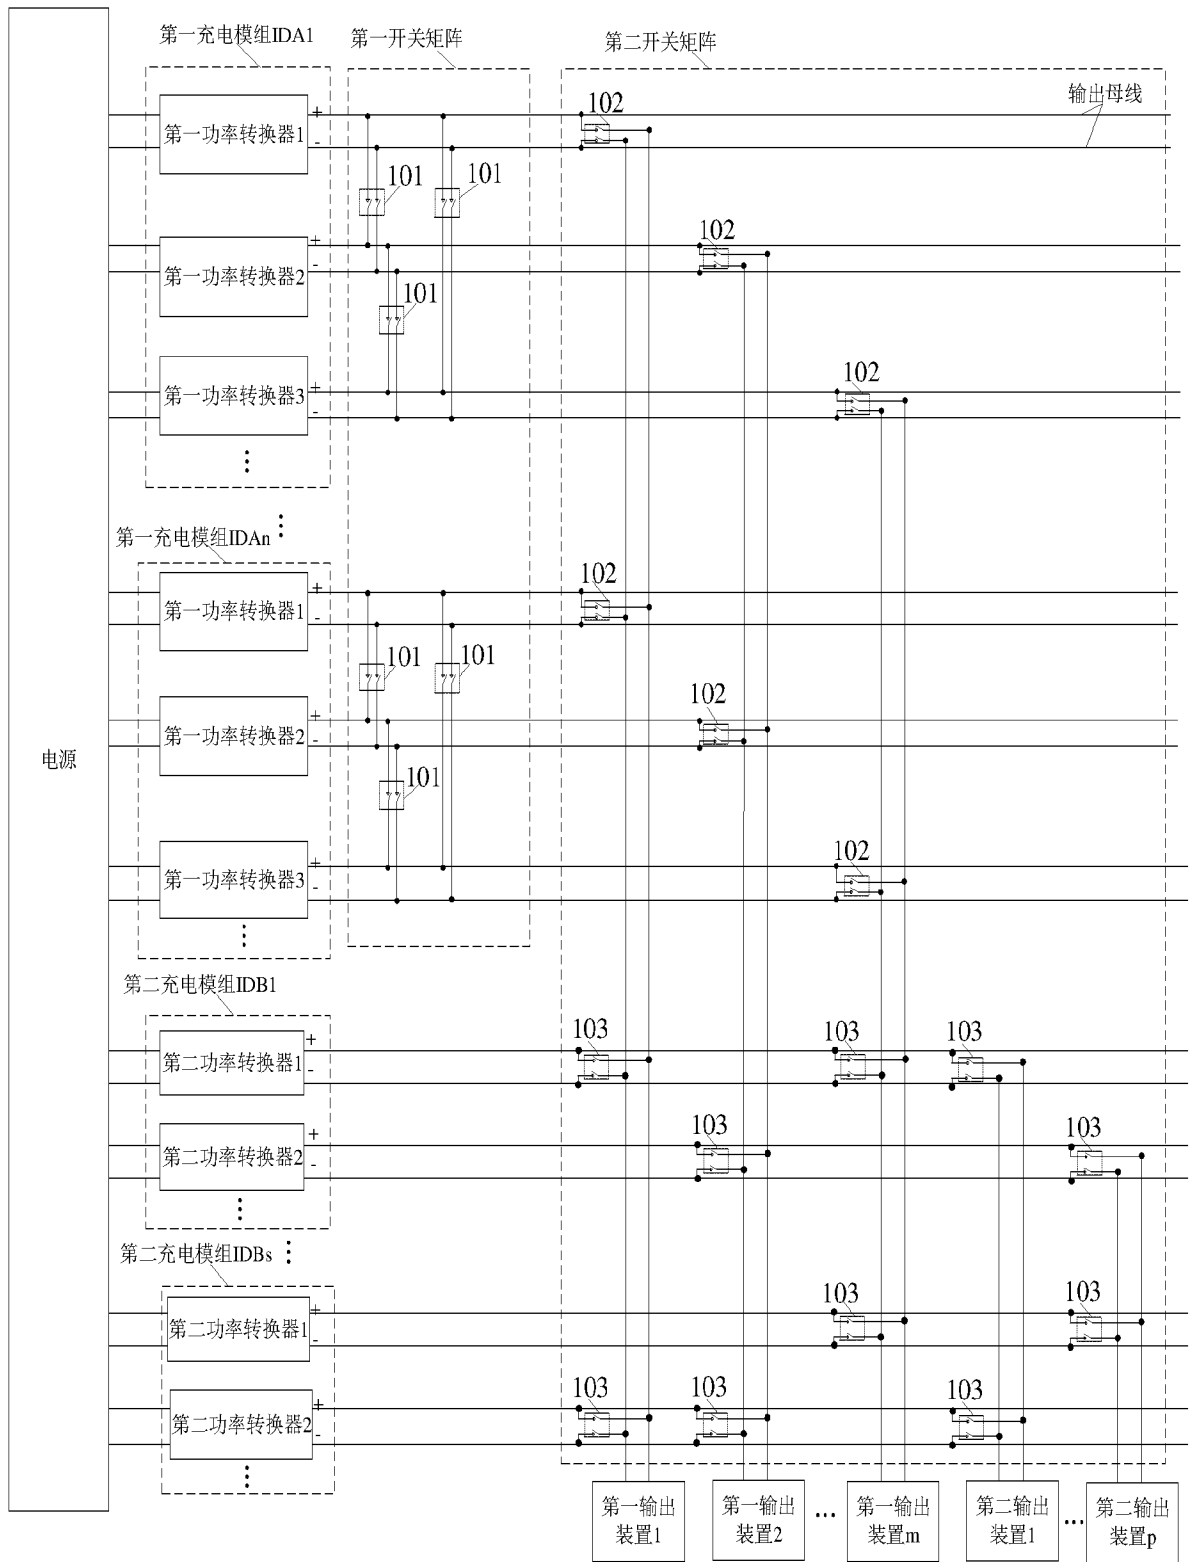 第一充电模组IDA1
第一开关矩阵
第二开关矩阵
输出母线
第一功率转换器1
+
-
102
101
101
第一功率转换器2
+
-
102
101
第一功率转换器3
+
-
102
⋮
⋮
第一充电模组IDAn
第一功率转换器1
+
-
102
101
101
第一功率转换器2
+
-
102
101
电源
第一功率转换器3
+
-
102
⋮
第二充电模组IDB1
第二功率转换器1
+
-
103
103
103
第二功率转换器2
+
-
103
103
⋮
⋮
第二充电模组IDBs
第二功率转换器1
+
-
103
103
第二功率转换器2
+
-
103
103
103
⋮
第一输出
装置1
第一输出
装置2
…
第一输出
装置m
第二输出
装置1
…
第二输出
装置p